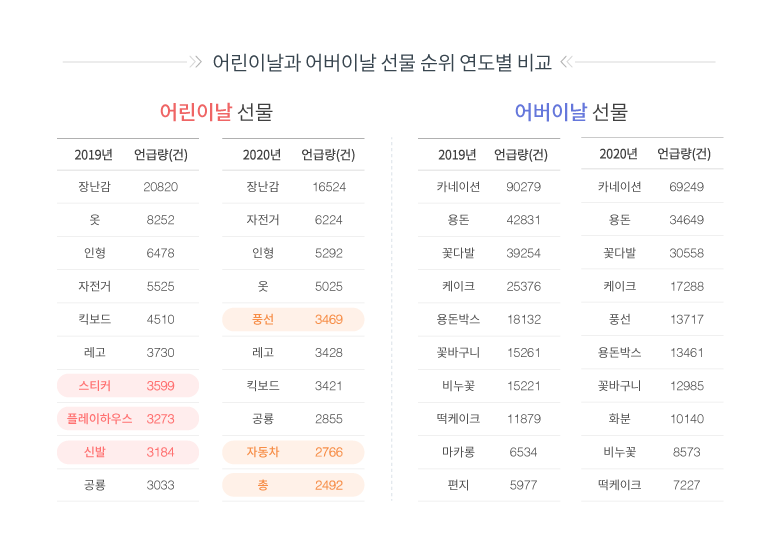 어린이날과 어버이날 선물 순위 연도별 비교
어린이날 선물
2019년 언급량(건) 2020년 언급량(건)
장난감 20820 장난감 16524
옷 8252 자전거 6224
인형 6478 인형 5292
자전거 5525 옷 5025
킥보드 4510 풍선 3469
레고 3730 레고 3428
스티커 3599 킥보드 3421
플레이하우스 3273 공룡 2855
신발 3184 자동차 2766
공룡 3033 총 2492
어버이날 선물
2019년 언급량(건) 2020년 언급량(건)
카네이션 90279 카네이션 69249
용돈 42831 용돈 34649
꽃다발 39254 꽃다발 30558
케이크 25376 케이크 17288
용돈박스 18132 풍선 13717
꽃바구니 15261 용돈박스 13461
비누꽃 15221 꽃바구니 12985
떡케이크 11879 화분 10140
마카롱 6534 비누꽃 8573
편지 5977 떡케이크 7227